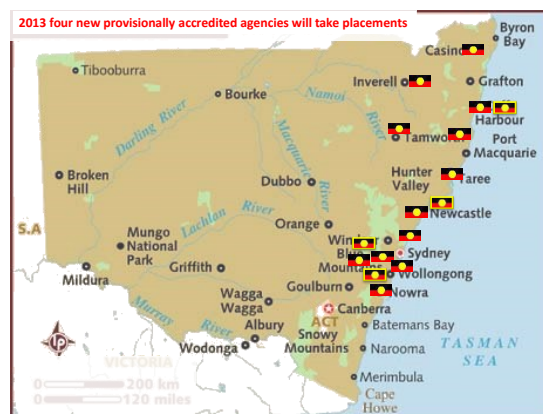 2013 four new provisionally accredited agencies will take placements
Byron
Bay
Casino
Tibooburra
Inverell
Grafton
Bourke
Namoi
River
Darling River
Macquarie
River
Harbour
Tamworth
Port
Macquarie
Broken
Hill
Dubbo
Hunter
Valley
Taree
Lachlan River
Newcastle
Orange
S.A
Mungo
National
Park
Windsor
Blue
Mountains
Sydney
Mildura
Griffith
Wollongong
Goulburn
Nowra
Wagga
Wagga
Canberra
ACT
Murray
River
Albury
Wodonga
Snowy
Mountains
Batemans Bay
Narooma
TASMAN
SEA
lp
VICTORIA
200 km
120 miles
Merimbula
Cape
Howe